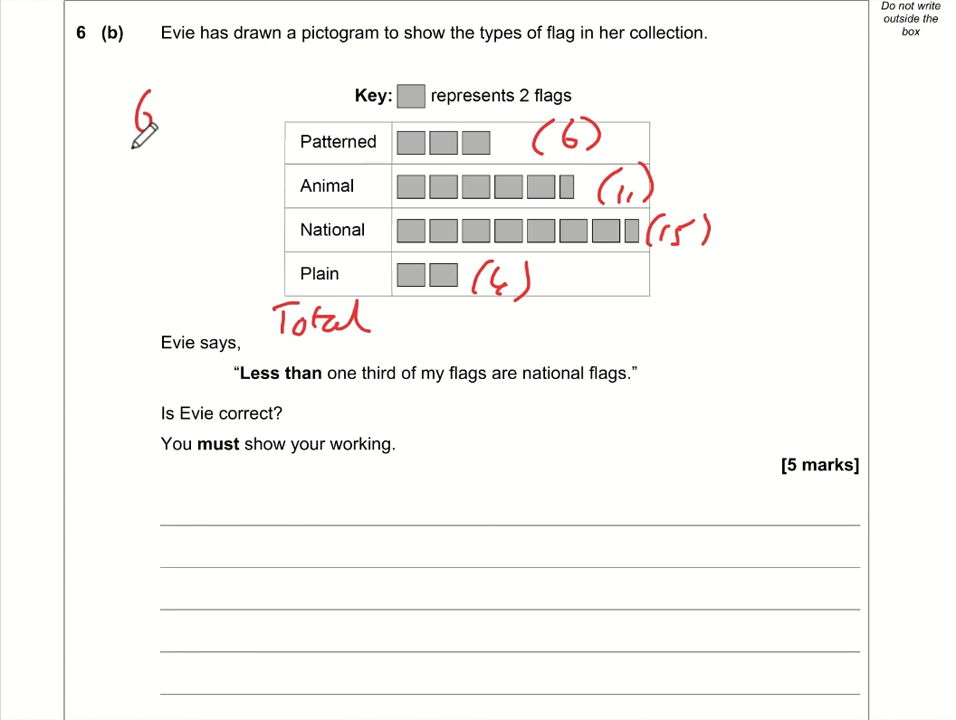 Do not write
outside the
box
6 (b) Evie has drawn a pictogram to show the types of flag in her collection.
6
Key: represents 2 flags
Patterned (6)
Animal (11)
National (15)
Plain (4)
Total
Evie says,
“Less than one third of my flags are national flags.”
Is Evie correct?
You must show your working.
[5 marks]